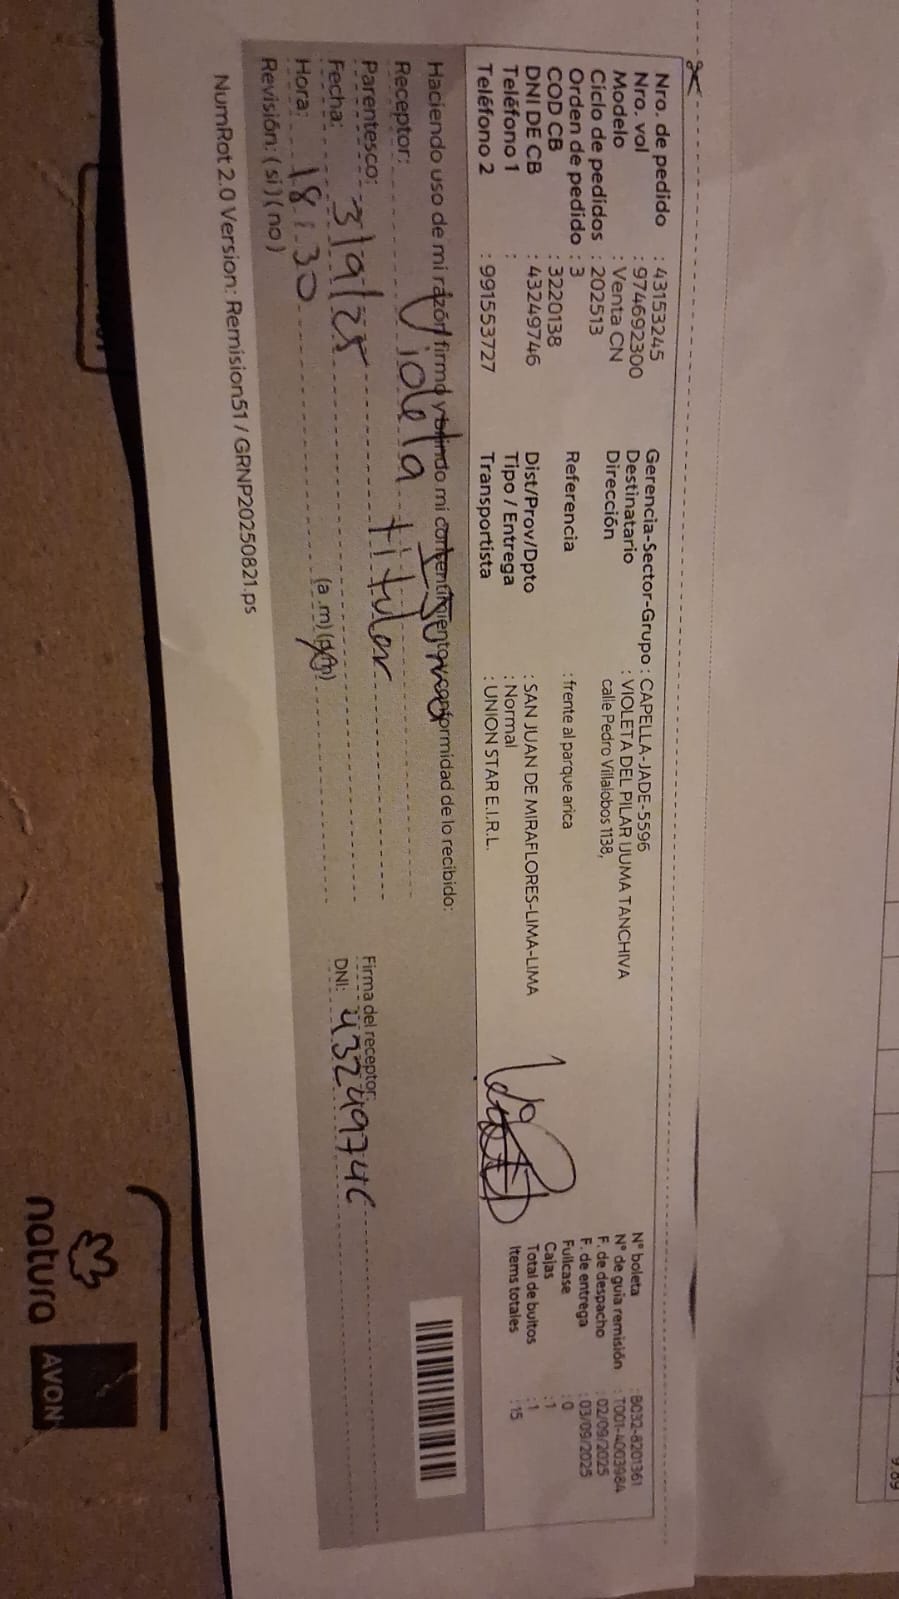 Nro. de pedido : 43153245
Nro. vol : 974692300
Modelo : Venta CN
Ciclo de pedidos : 202513
Orden de pedido : 3
COD CB : 3220138
DNI DE CB : 43249746
Teléfono 1 :
Teléfono 2 : 991553727
Gerencia-Sector-Grupo : CAPELLA-JADE-5596
Destinatario : VIOLETA DEL PILAR UUMA TANCHIVA
Dirección calle Pedro Villalobos 1138,
Referencia : frente al parque arica
Dist/Prov/Dpto : SAN JUAN DE MIRAFLORES-LIMA-LIMA
Tipo / Entrega : Normal
Transportista : UNION STAR E.I.R.L.
N° boleta : B032-8201361
N° de guia remisión : T001-4003984
F. de despacho : 02/09/2025
F. de entrega : 03/09/2025
Fullcase : 0
Cajas : 1
Total de bultos : 1
Items totales : 15
Haciendo uso de mi razón firmo y brindo mi consentimiento y conformidad de lo recibido:
Receptor: Violeta
Parentesco: titular
Fecha: 3/9/25
Hora: 18:30 (a.m) (p.m)
Revisión: (si) (no)
Firma del receptor:
DNI: 43249746
NumRot 2.0 Version: Remision51 / GRNP20250821.ps
natura
AVON